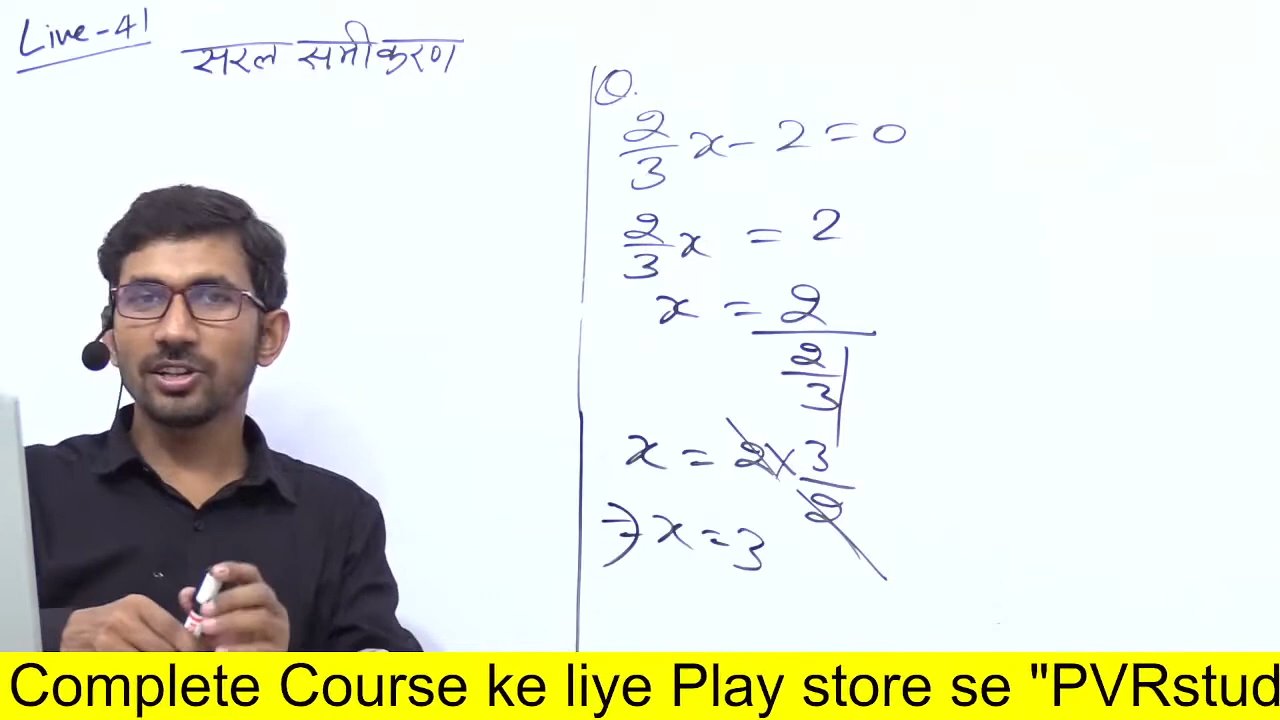 Live-41
सरल समीकरण
Q.
2/3 x - 2 = 0
2/3 x = 2
x = 2/(2/3)
x = 2 × 3/2
⇒ x = 3
Complete Course ke liye Play store se "PVRstud